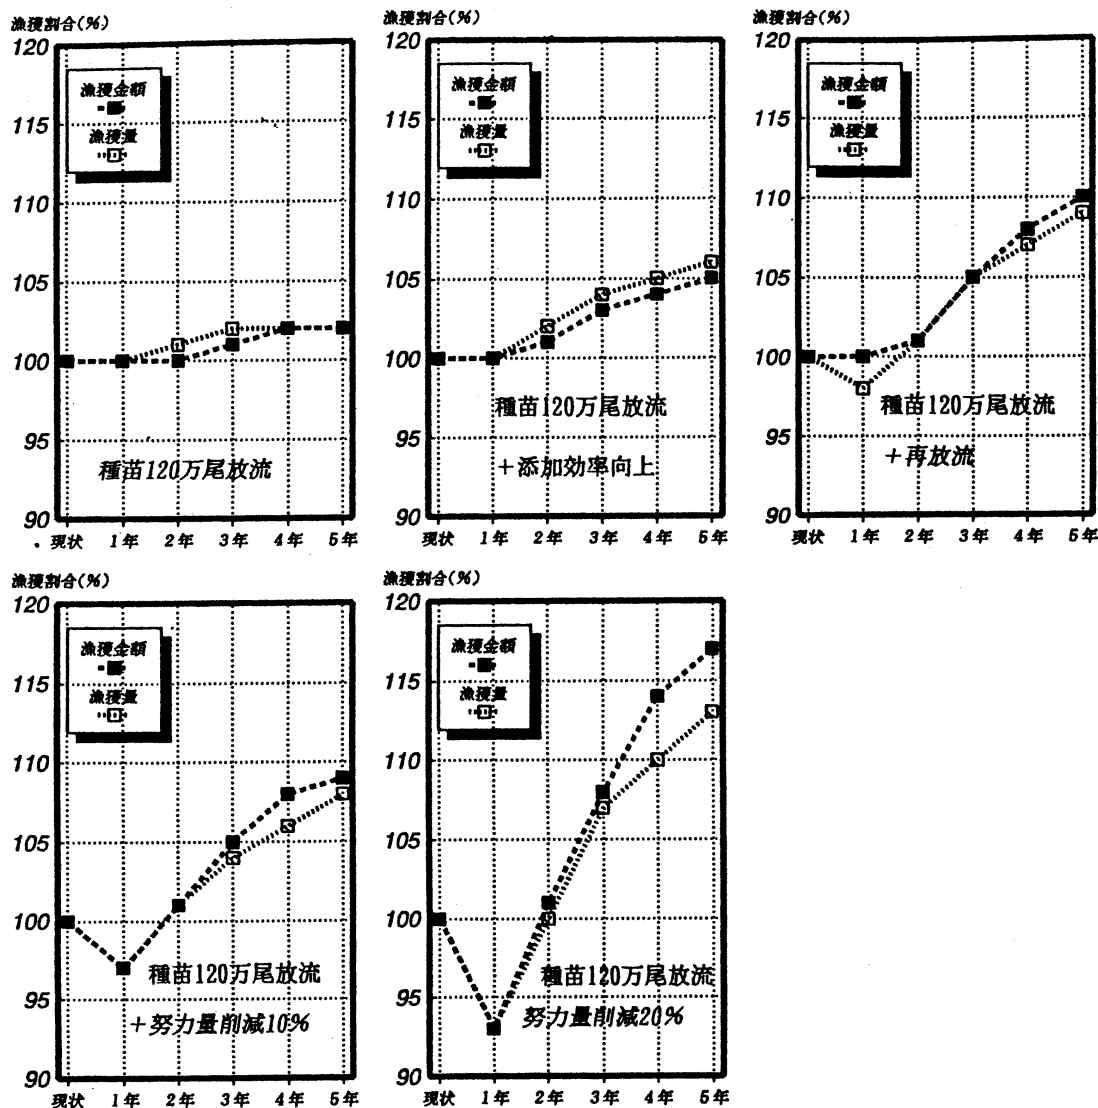 漁獲割合(%)
120
115
110
105
100
95
90
漁獲金額
漁獲量
種苗120万尾放流
現状 1年 2年 3年 4年 5年
漁獲割合(%)
120
115
110
105
100
95
90
漁獲金額
漁獲量
種苗120万尾放流
+添加効率向上
現状 1年 2年 3年 4年 5年
漁獲割合(%)
120
115
110
105
100
95
90
漁獲金額
漁獲量
種苗120万尾放流
+再放流
現状 1年 2年 3年 4年 5年
漁獲割合(%)
120
115
110
105
100
95
90
漁獲金額
漁獲量
種苗120万尾放流
+努力量削減10%
現状 1年 2年 3年 4年 5年
漁獲割合(%)
120
115
110
105
100
95
90
漁獲金額
漁獲量
種苗120万尾放流
努力量削減20%
現状 1年 2年 3年 4年 5年